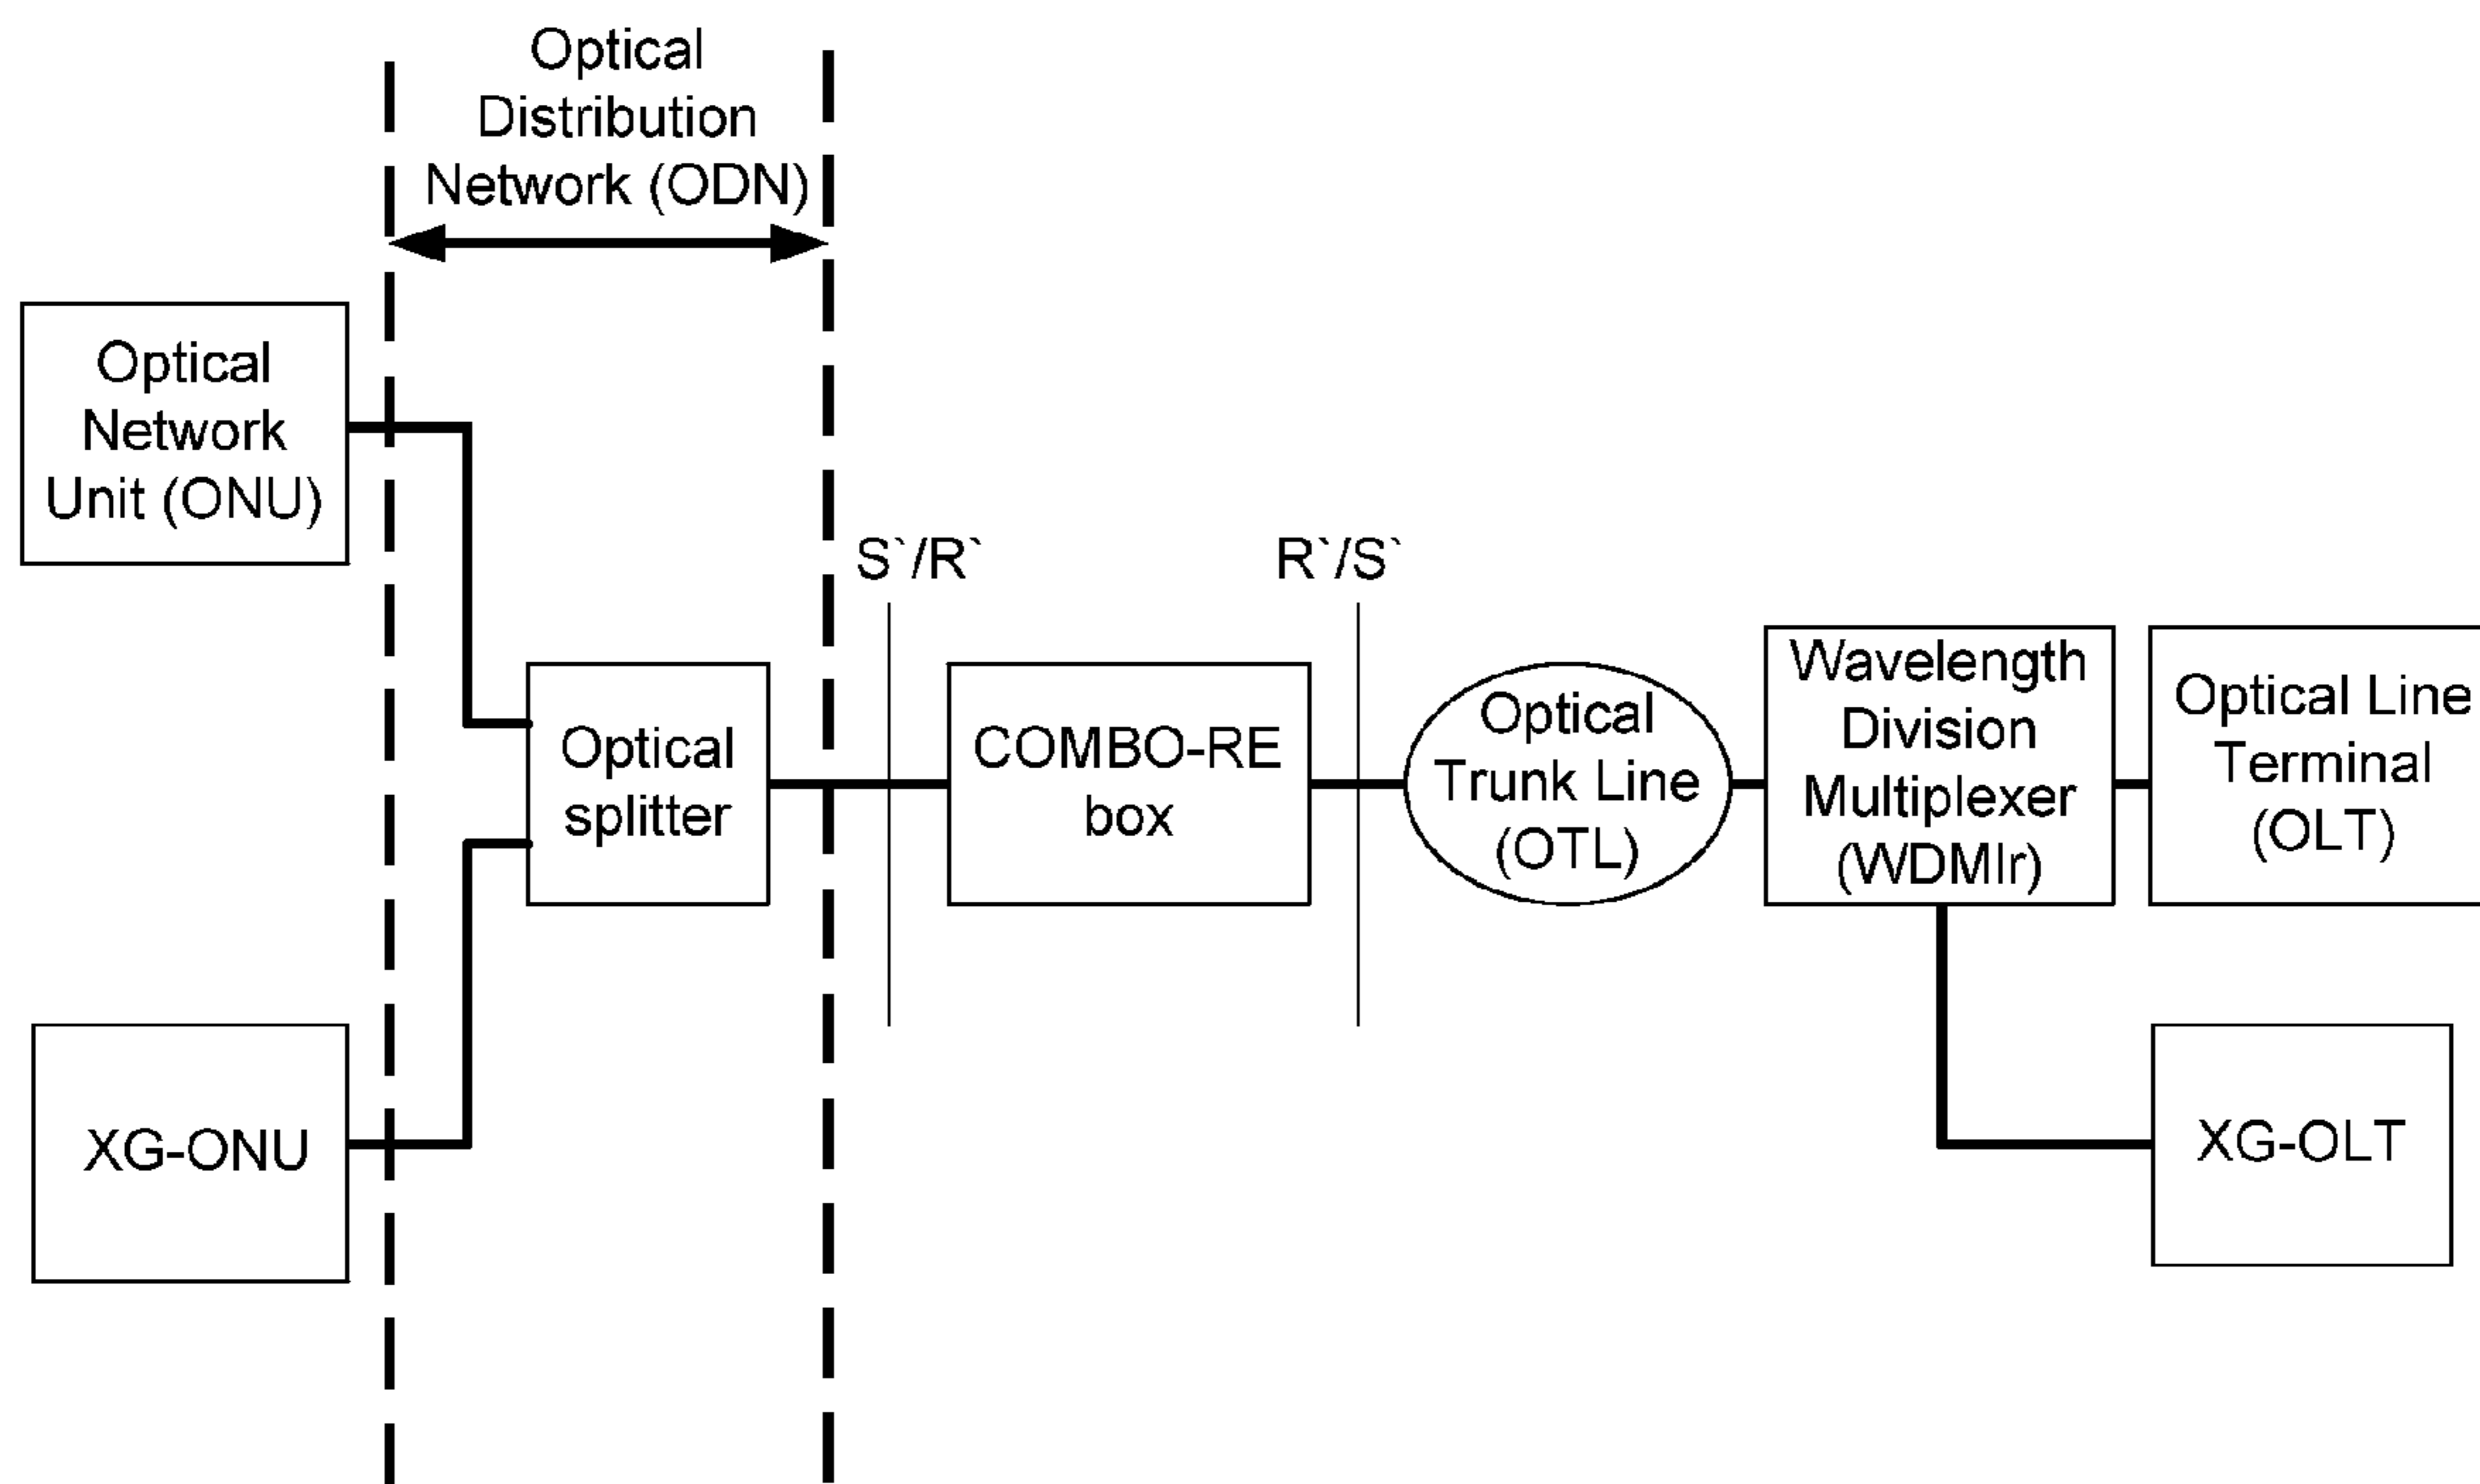 Optical
Distribution
Network (ODN)
Optical
Network
Unit (ONU)
S`/R`
R`/S`
Optical
splitter
COMBO-RE
box
Optical
Trunk Line
(OTL)
Wavelength
Division
Multiplexer
(WDMlr)
Optical Line
Terminal
(OLT)
XG-ONU
XG-OLT